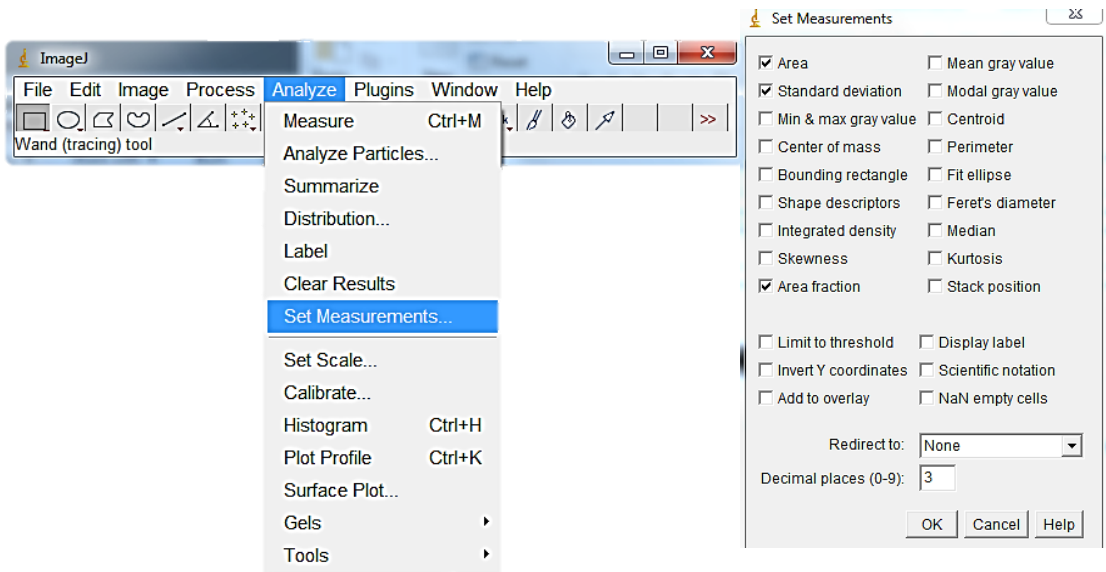 ImageJ
File Edit Image Process Analyze Plugins Window Help
Wand (tracing) tool
>>
Measure Ctrl+M
Analyze Particles...
Summarize
Distribution...
Label
Clear Results
Set Measurements...
Set Scale...
Calibrate...
Histogram Ctrl+H
Plot Profile Ctrl+K
Surface Plot...
Gels
Tools
Set Measurements
Area Mean gray value
Standard deviation Modal gray value
Min & max gray value Centroid
Center of mass Perimeter
Bounding rectangle Fit ellipse
Shape descriptors Feret's diameter
Integrated density Median
Skewness Kurtosis
Area fraction Stack position
Limit to threshold Display label
Invert Y coordinates Scientific notation
Add to overlay NaN empty cells
Redirect to: None
Decimal places (0-9): 3
OK Cancel Help